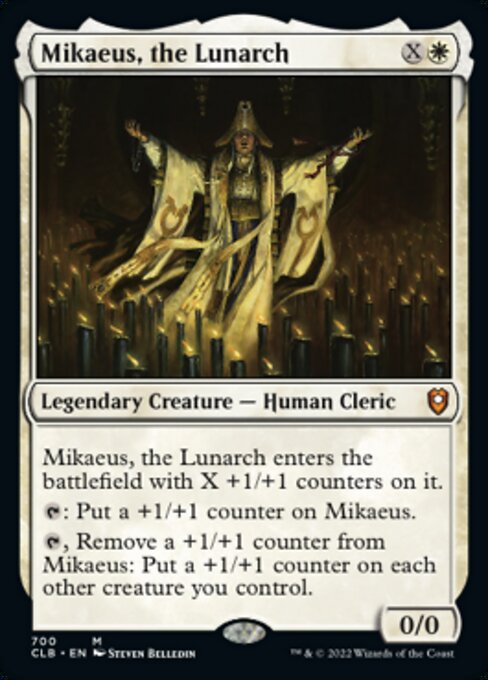 Mikaeus, the Lunarch X
Legendary Creature — Human Cleric
Mikaeus, the Lunarch enters the
battlefield with X +1/+1 counters on it.
: Put a +1/+1 counter on Mikaeus.
, Remove a +1/+1 counter from
Mikaeus: Put a +1/+1 counter on each
other creature you control.
0/0
700 M
CLB • EN Steven Belledin
™ & © 2022 Wizards of the Coast